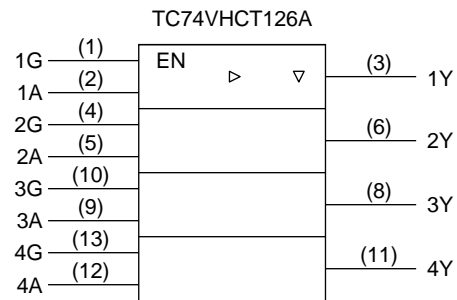 TC74VHCT126A
1G (1) EN (3) 1Y
1A (2)
2G (4) (6) 2Y
2A (5)
3G (10) (8) 3Y
3A (9)
4G (13) (11) 4Y
4A (12)